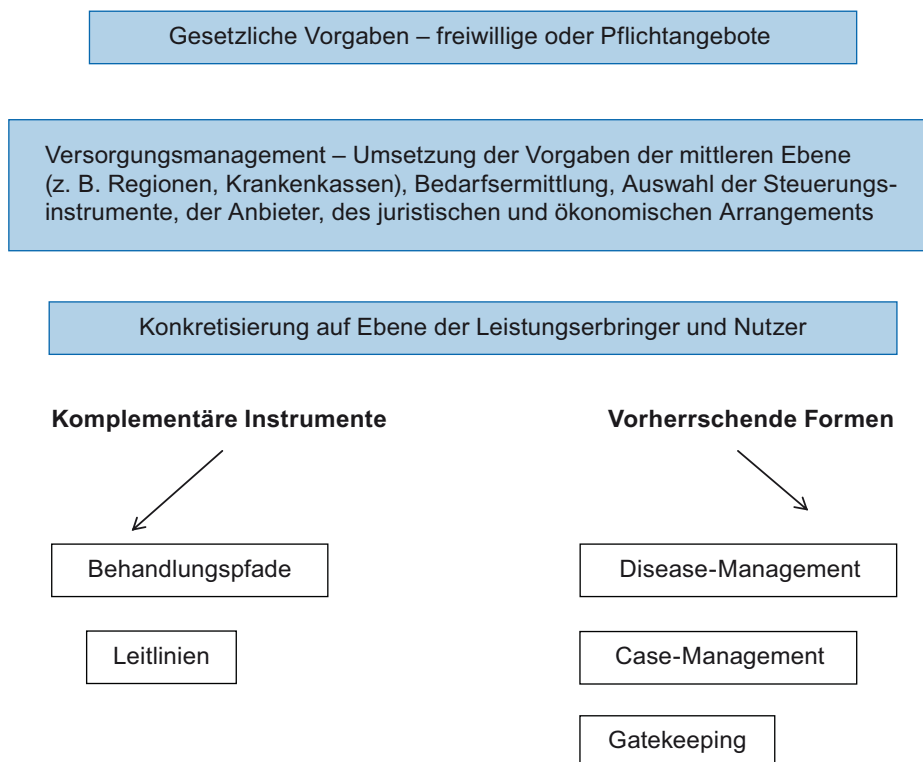 Gesetzliche Vorgaben – freiwillige oder Pflichtangebote
Versorgungsmanagement – Umsetzung der Vorgaben der mittleren Ebene
(z. B. Regionen, Krankenkassen), Bedarfsermittlung, Auswahl der Steuerungs-
instrumente, der Anbieter, des juristischen und ökonomischen Arrangements
Konkretisierung auf Ebene der Leistungserbringer und Nutzer
Komplementäre Instrumente
Vorherrschende Formen
Behandlungspfade
Disease-Management
Leitlinien
Case-Management
Gatekeeping